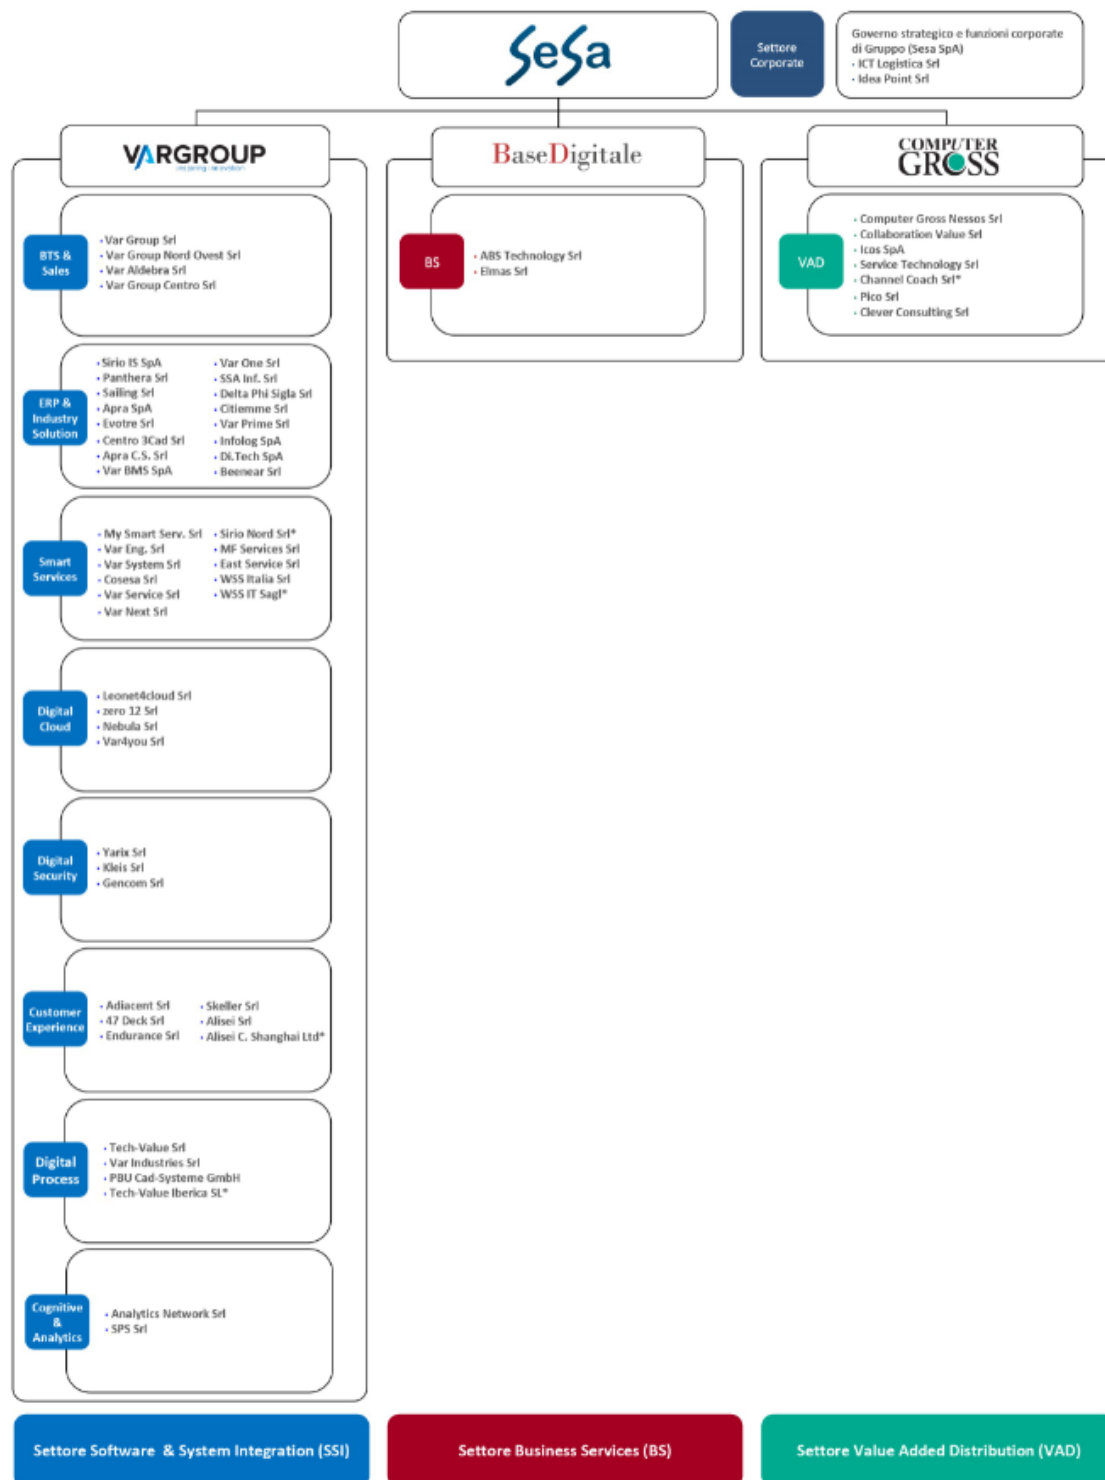 SeSa
Settore
Corporate
Governo strategico e funzioni corporate
di Gruppo (Sesa SpA)
- ICT Logistica Srl
- Idea Point Srl
VARGROUP
BaseDigitale
COMPUTER
GROSS
BTS &
Sales
• Var Group Srl
• Var Group Nord Ovest Srl
• Var Aldebra Srl
• Var Group Centro Srl
BS
• ABS Technology Srl
• Elmas Srl
VAD
• Computer Gross Nessos Srl
• Collaboration Value Srl
• Icos SpA
• Service Technology Srl
• Channel Coach Srl*
• Pico Srl
• Clever Consulting Srl
ERP &
Industry
Solution
• Sirio IS SpA
• Panthera Srl
• Sailing Srl
• Apra SpA
• Evotre Srl
• Centro 3Cad Srl
• Apra C.S. Srl
• Var BMS SpA
• Var One Srl
• SSA Inf. Srl
• Delta Phi Sigla Srl
• Citiemme Srl
• Var Prime Srl
• Infolog SpA
• Di.Tech SpA
• Beenear Srl
Smart
Services
• My Smart Serv. Srl
• Var Eng. Srl
• Var System Srl
• Cosesa Srl
• Var Service Srl
• Var Next Srl
• Sirio Nord Srl*
• MF Services Srl
• East Service Srl
• WSS Italia Srl
• WSS IT Sagl*
Digital
Cloud
• Leonet4cloud Srl
• zero 12 Srl
• Nebula Srl
• Var4you Srl
Digital
Security
• Yarix Srl
• Kleis Srl
• Gencom Srl
Customer
Experience
• Adiacent Srl
• 47 Deck Srl
• Endurance Srl
• Skeller Srl
• Alisei Srl
• Alisei C. Shanghai Ltd*
Digital
Process
• Tech-Value Srl
• Var Industries Srl
• PBU Cad-Systeme GmbH
• Tech-Value Iberica SL*
Cognitive
&
Analytics
• Analytics Network Srl
• SPS Srl
Settore Software & System Integration (SSI)
Settore Business Services (BS)
Settore Value Added Distribution (VAD)